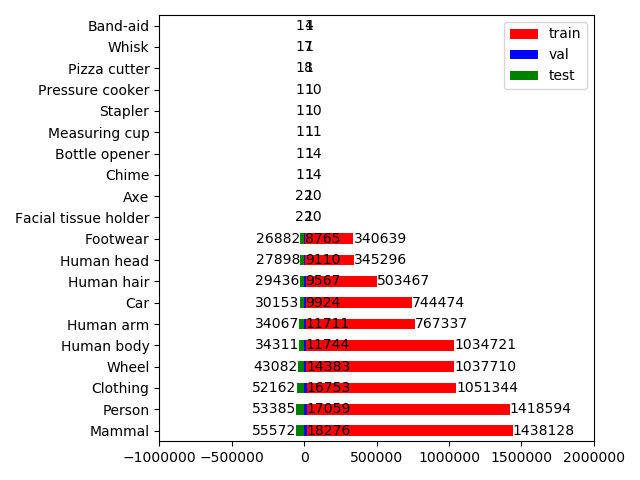 Band-aid
Whisk
Pizza cutter
Pressure cooker
Stapler
Measuring cup
Bottle opener
Chime
Axe
Facial tissue holder
Footwear 26882 8765 340639
Human head 27898 9110 345296
Human hair 29436 9567 503467
Car 30153 9924 744474
Human arm 34067 11711 767337
Human body 34311 11744 1034721
Wheel 43082 14383 1037710
Clothing 52162 16753 1051344
Person 53385 17059 1418594
Mammal 55572 18276 1438128
−1000000 −500000 0 500000 1000000 1500000 2000000
train
val
test